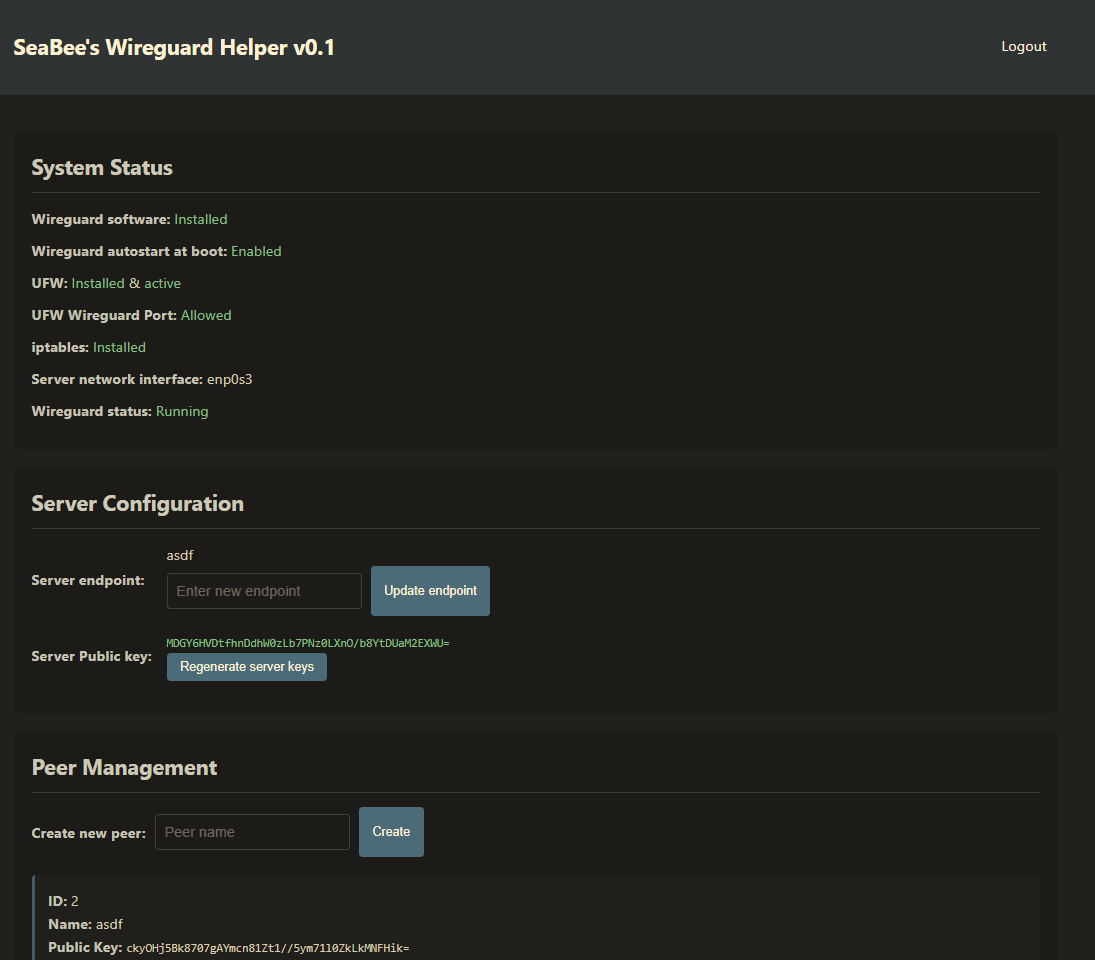 SeaBee's Wireguard Helper v0.1
Logout
System Status
Wireguard software: Installed
Wireguard autostart at boot: Enabled
UFW: Installed & active
UFW Wireguard Port: Allowed
iptables: Installed
Server network interface: enp0s3
Wireguard status: Running
Server Configuration
asdf
Server endpoint:
Enter new endpoint
Update endpoint
MDGY6HVDtfhnDdhW0zLb7PNz0LXnO/b8YtDUaM2EXWU=
Server Public key:
Regenerate server keys
Peer Management
Create new peer:
Peer name
Create
ID: 2
Name: asdf
Public Key: ckyOHj5Bk8707gAYmcn81Zt1//5ym71l0ZkLkMNFHik=